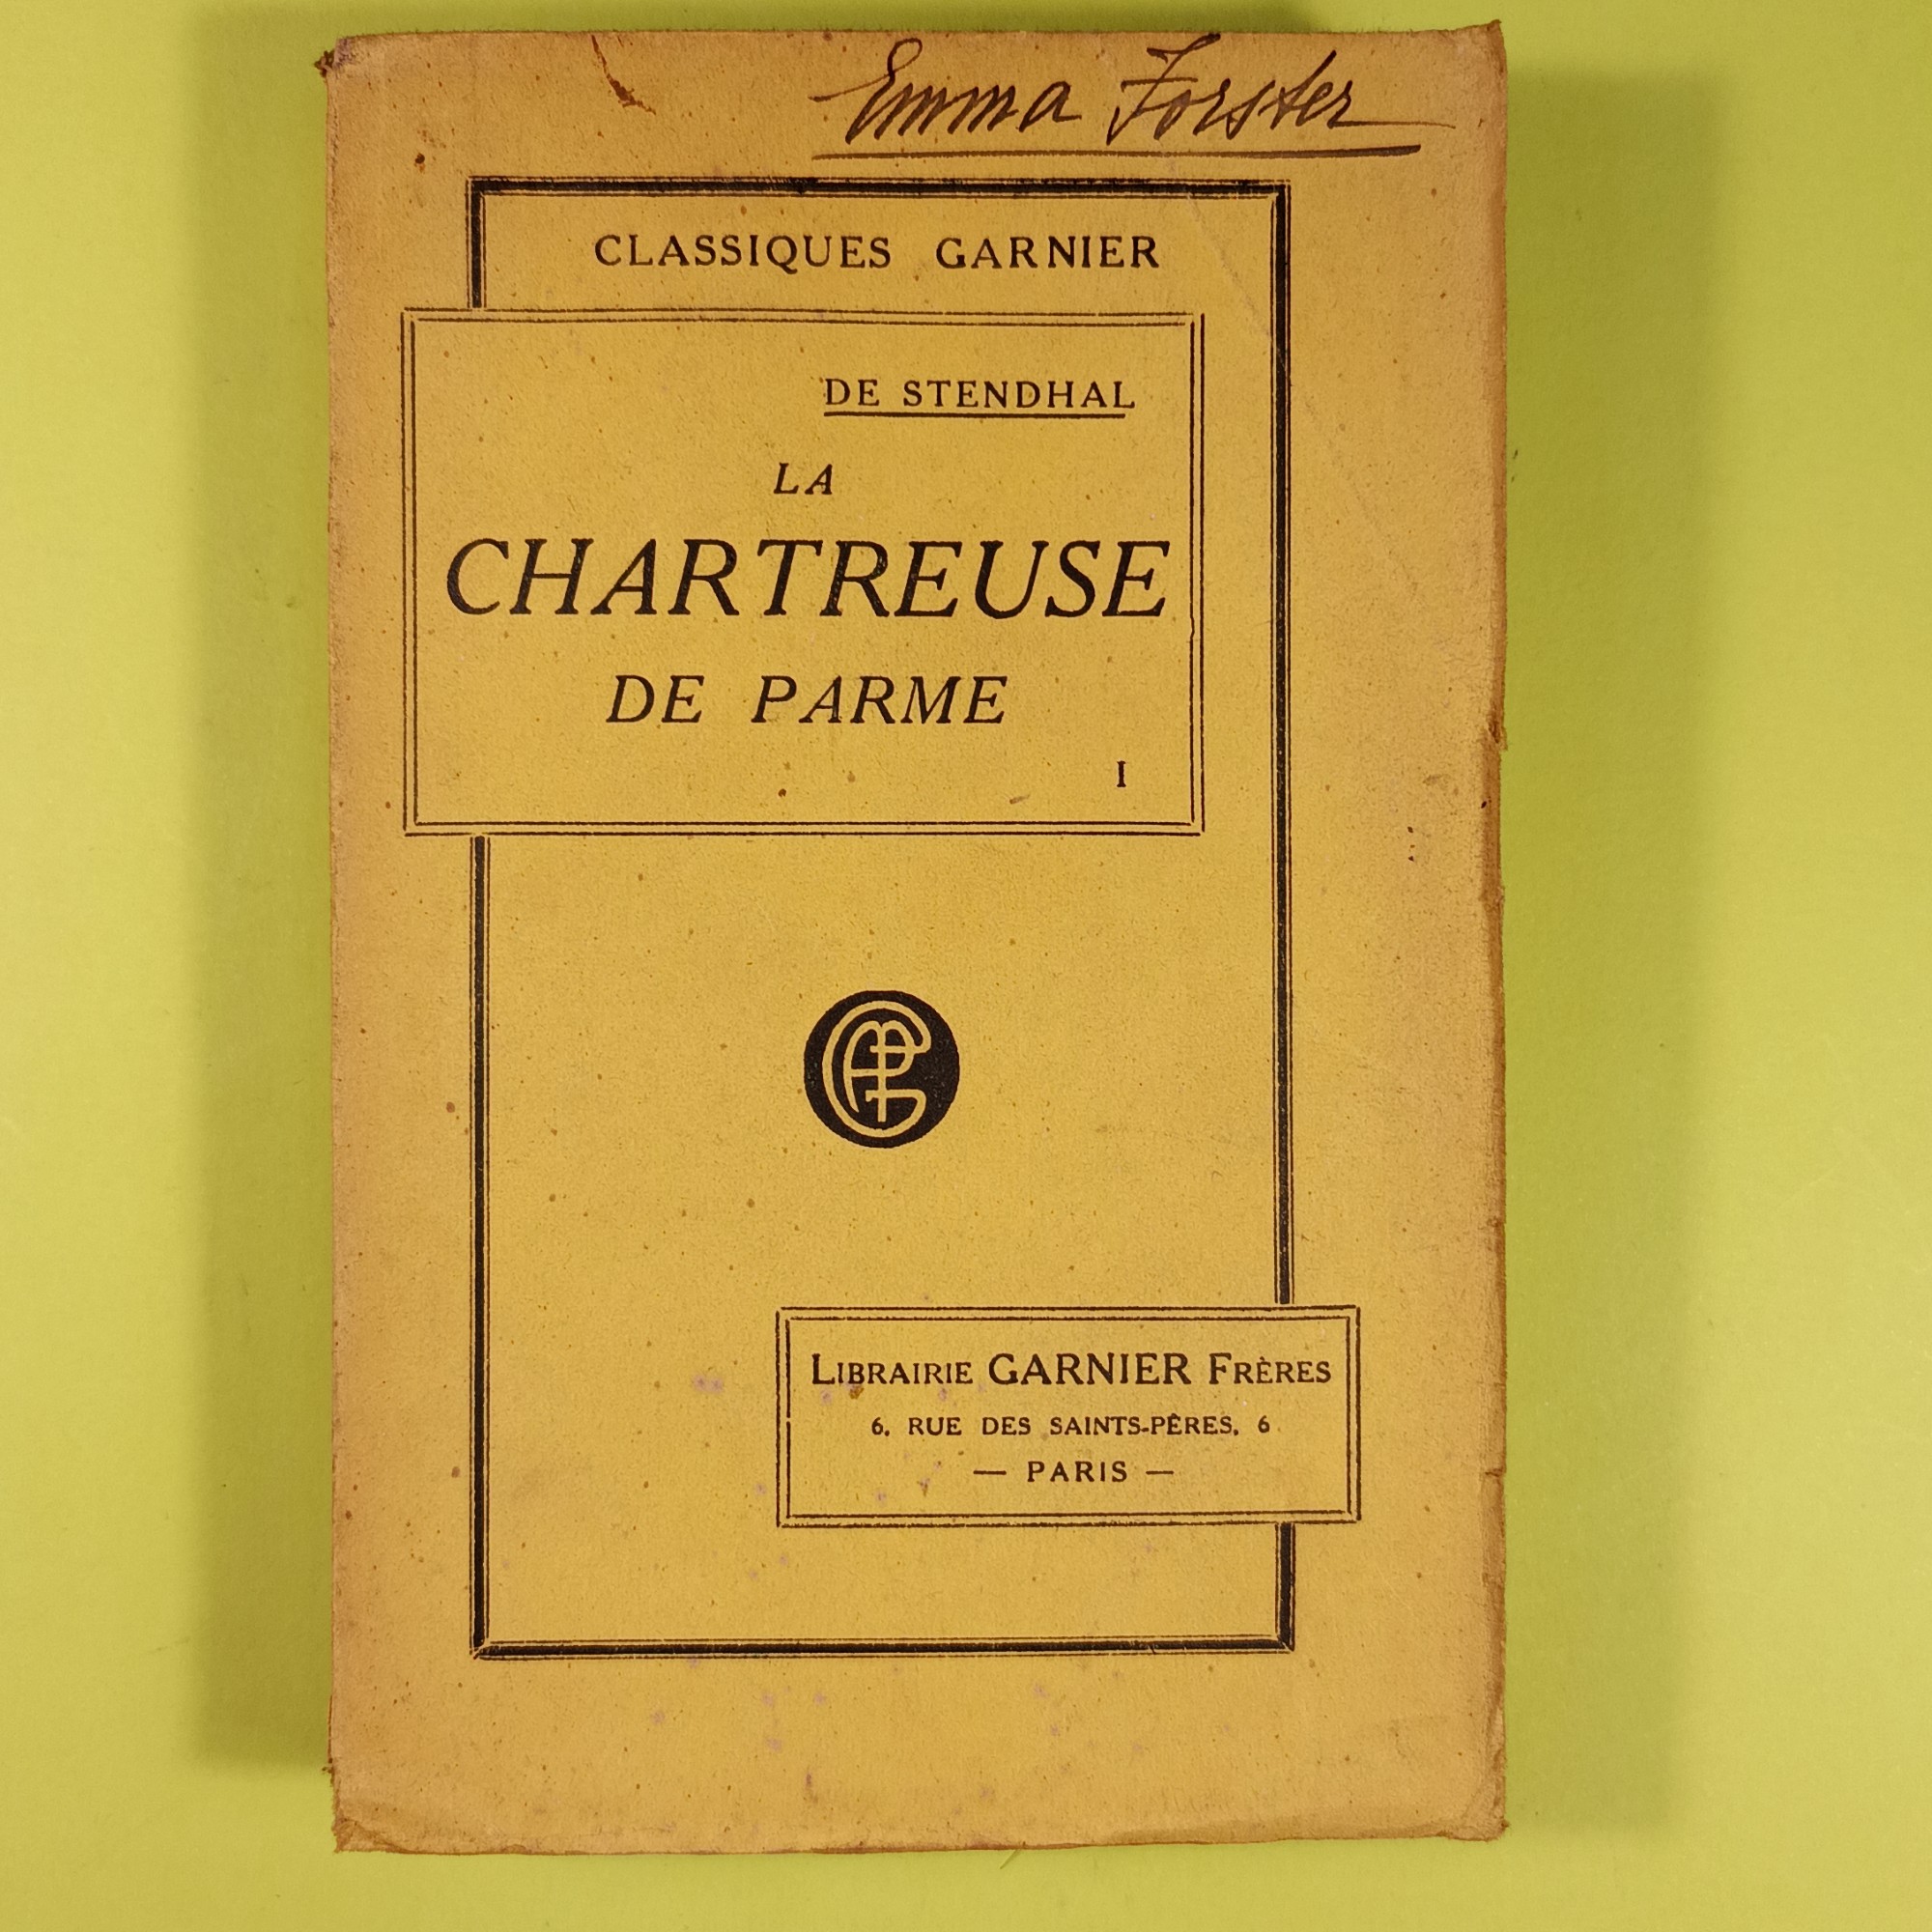 Emma Forster
CLASSIQUES GARNIER
DE STENDHAL
LA
CHARTREUSE
DE PARME
I
LIBRAIRIE GARNIER FRÈRES
6, RUE DES SAINTS-PÈRES, 6
— PARIS —